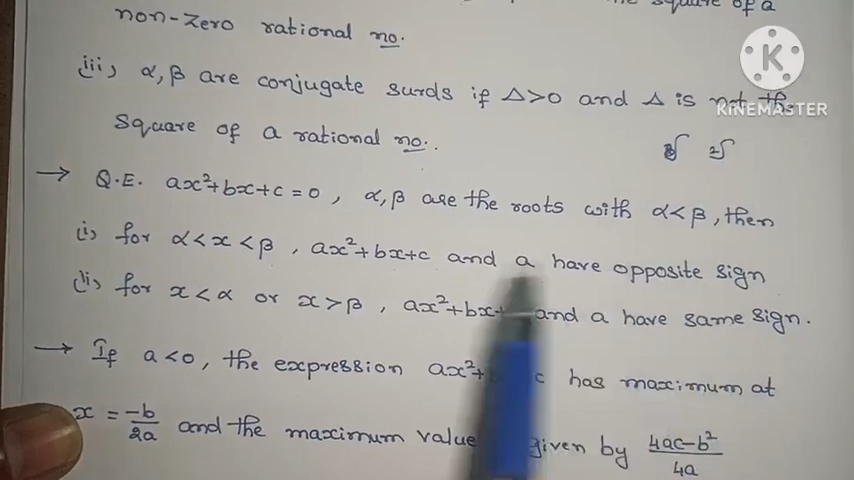 square of a
non-zero rational no.
(iii) α, β are conjugate surds if Δ>0 and Δ is not the
square of a rational no.
→ Q.E. ax²+bx+c=0, α, β are the roots with α<β, then
(i) for α<x<β, ax²+bx+c and a have opposite sign
(ii) for x<α or x>β, ax²+bx+ and a have same sign.
→ If a<0, the expression ax²+ c has maximum at
x = -b/2a and the maximum value given by 4ac-b²/4a
K
KINEMASTER